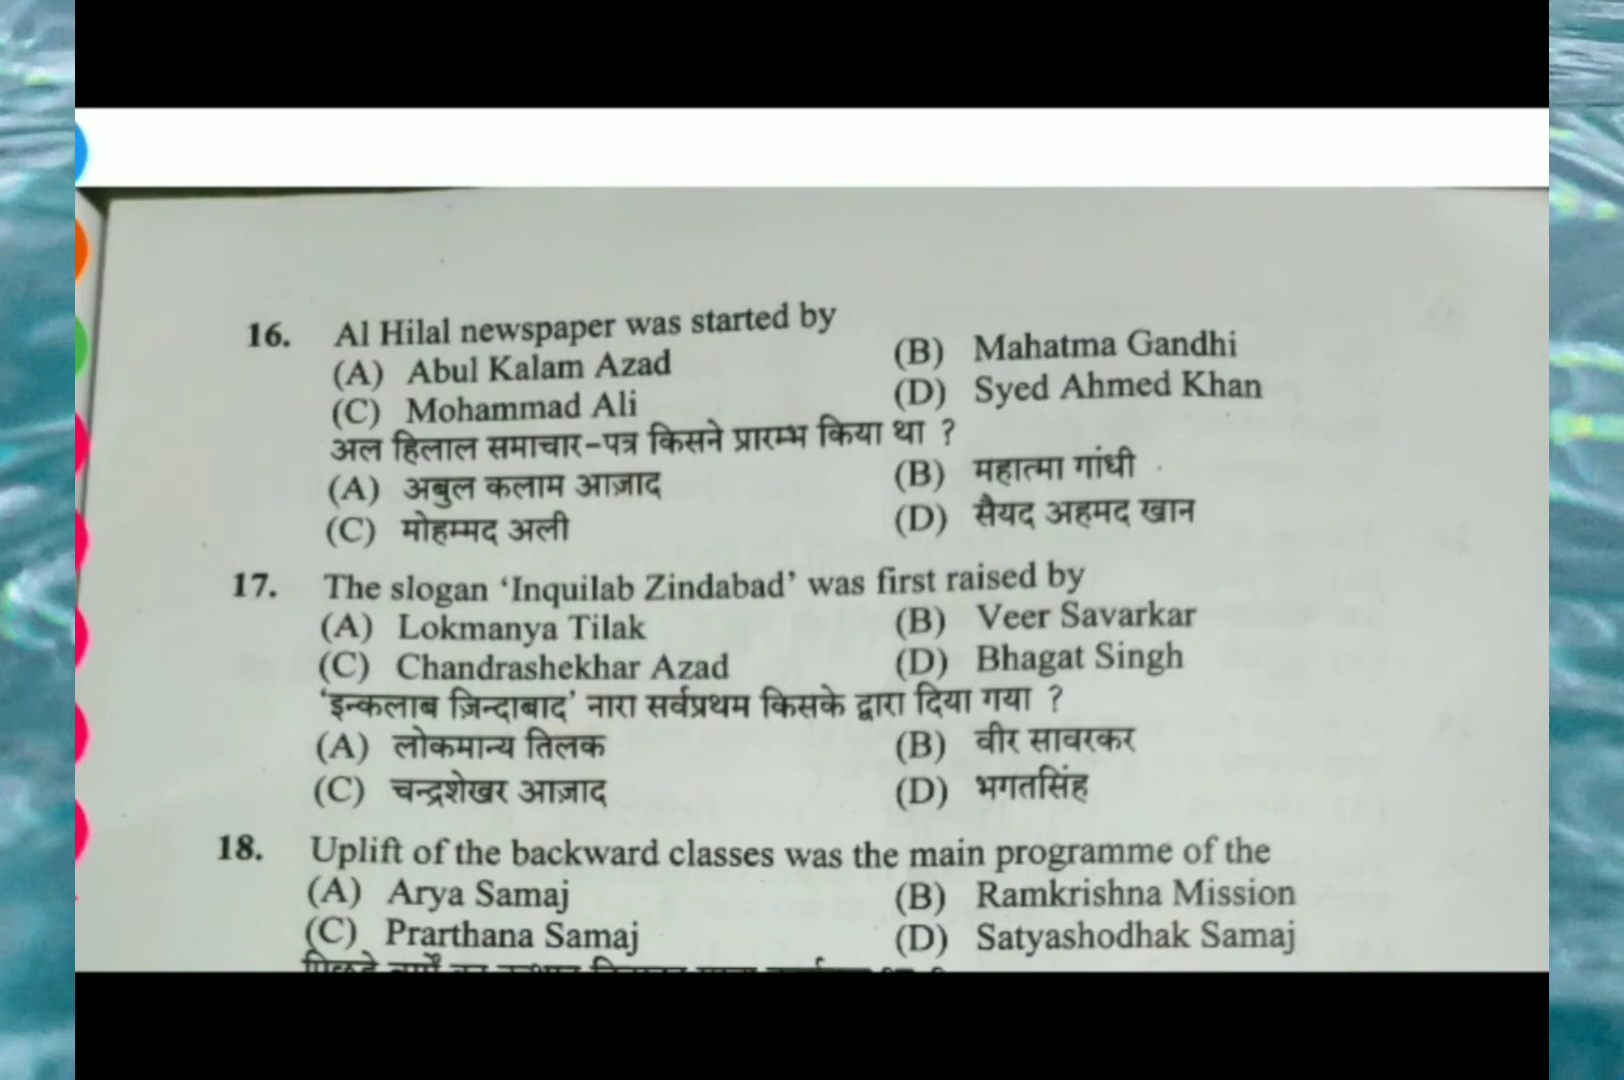 16. Al Hilal newspaper was started by
(A) Abul Kalam Azad (B) Mahatma Gandhi
(C) Mohammad Ali (D) Syed Ahmed Khan
अल हिलाल समाचार-पत्र किसने प्रारम्भ किया था ?
(A) अबुल कलाम आज़ाद (B) महात्मा गांधी
(C) मोहम्मद अली (D) सैयद अहमद खान
17. The slogan ‘Inquilab Zindabad’ was first raised by
(A) Lokmanya Tilak (B) Veer Savarkar
(C) Chandrashekhar Azad (D) Bhagat Singh
‘इन्कलाब ज़िन्दाबाद’ नारा सर्वप्रथम किसके द्वारा दिया गया ?
(A) लोकमान्य तिलक (B) वीर सावरकर
(C) चन्द्रशेखर आज़ाद (D) भगतसिंह
18. Uplift of the backward classes was the main programme of the
(A) Arya Samaj (B) Ramkrishna Mission
(C) Prarthana Samaj (D) Satyashodhak Samaj